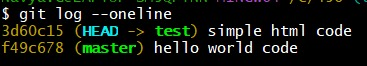 $ git log --oneline
3d60c15 (HEAD -> test) simple html code
f49c678 (master) hello world code